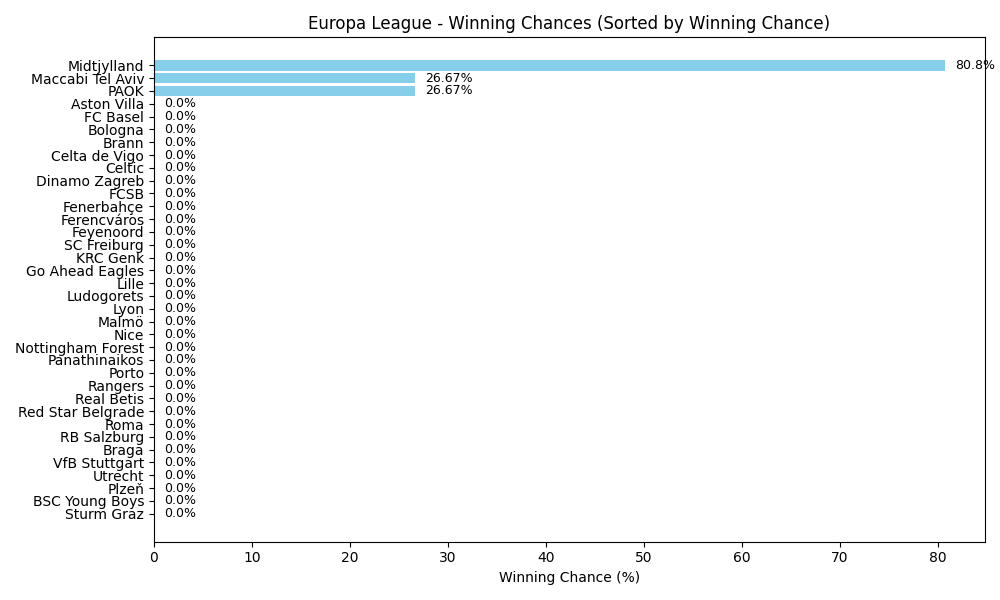 Europa League - Winning Chances (Sorted by Winning Chance)
Midtjylland 80.8%
Maccabi Tel Aviv 26.67%
PAOK 26.67%
Aston Villa 0.0%
FC Basel 0.0%
Bologna 0.0%
Brann 0.0%
Celta de Vigo 0.0%
Celtic 0.0%
Dinamo Zagreb 0.0%
FCSB 0.0%
Fenerbahçe 0.0%
Ferencváros 0.0%
Feyenoord 0.0%
SC Freiburg 0.0%
KRC Genk 0.0%
Go Ahead Eagles 0.0%
Lille 0.0%
Ludogorets 0.0%
Lyon 0.0%
Malmö 0.0%
Nice 0.0%
Nottingham Forest 0.0%
Panathinaikos 0.0%
Porto 0.0%
Rangers 0.0%
Real Betis 0.0%
Red Star Belgrade 0.0%
Roma 0.0%
RB Salzburg 0.0%
Braga 0.0%
VfB Stuttgart 0.0%
Utrecht 0.0%
Plzeň 0.0%
BSC Young Boys 0.0%
Sturm Graz 0.0%
0 10 20 30 40 50 60 70 80
Winning Chance (%)